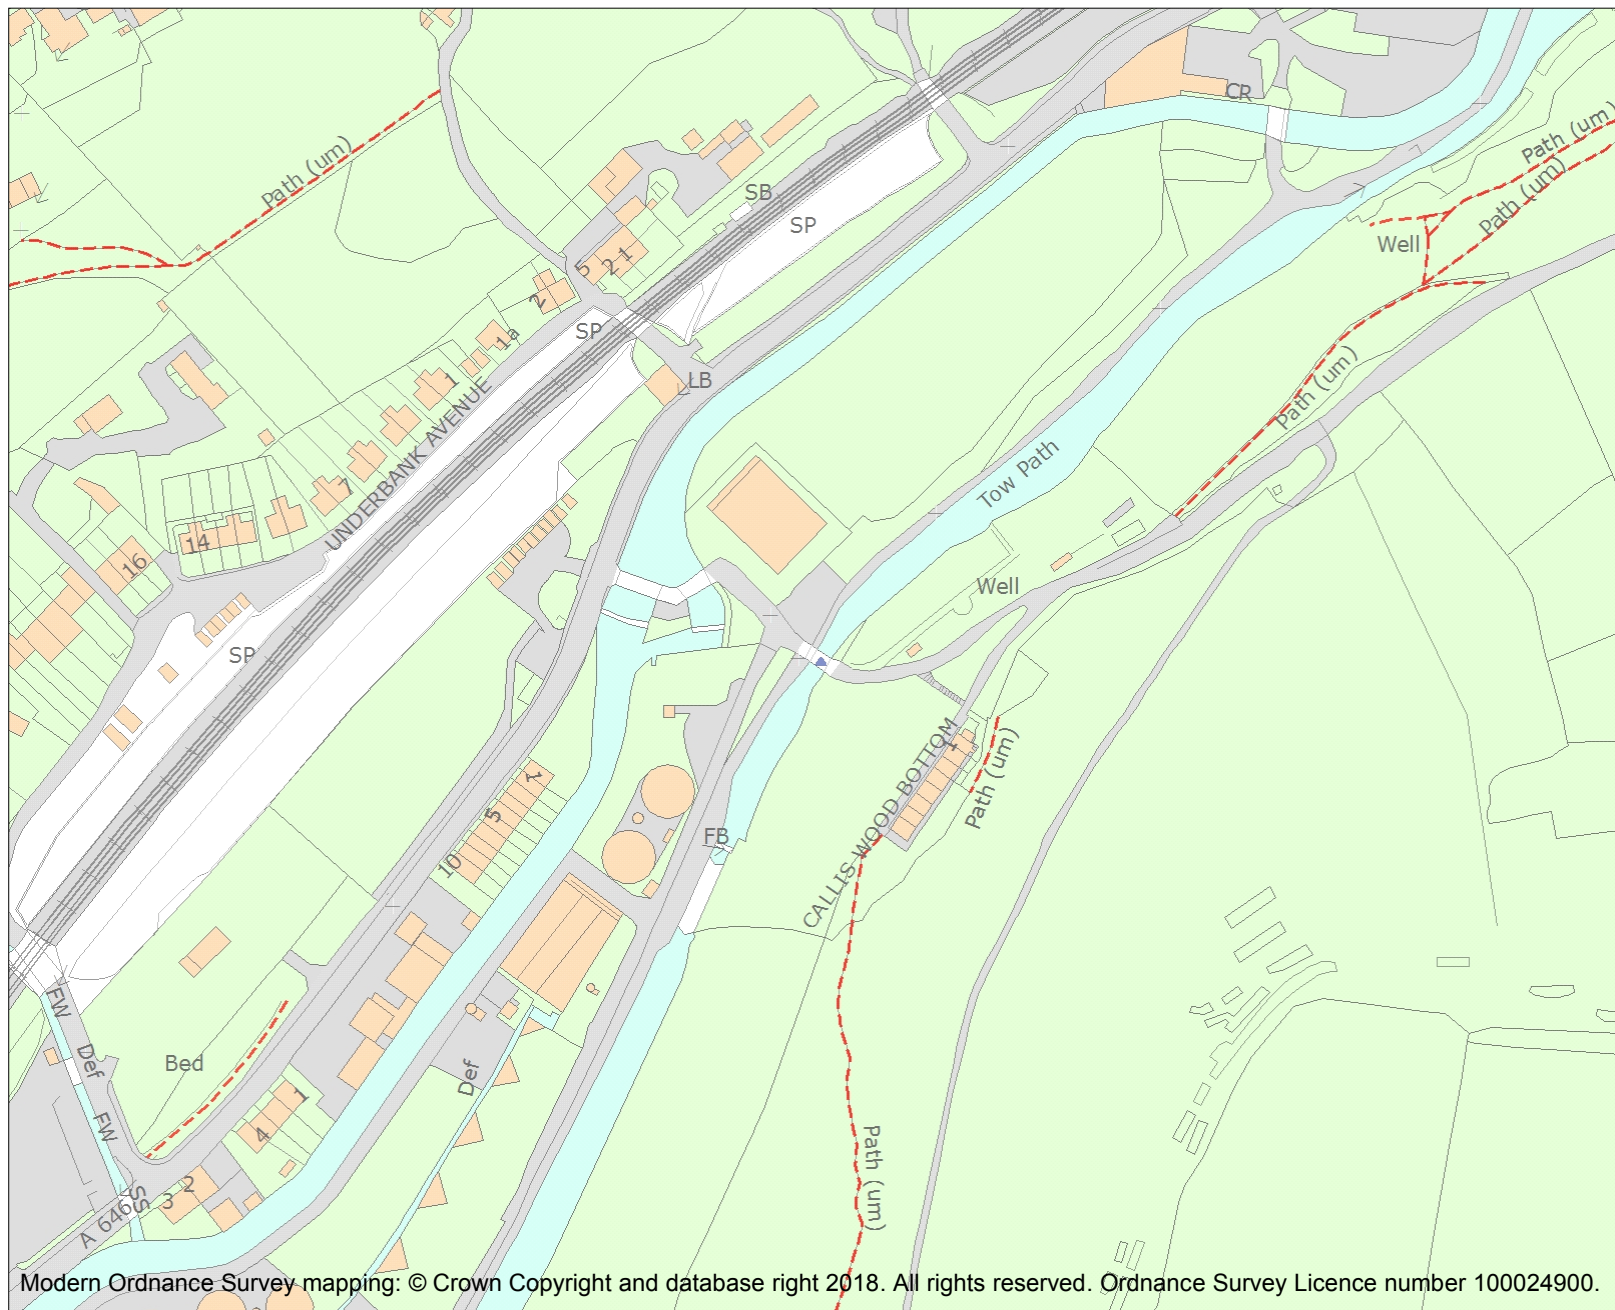 CR
Path (um)
Path (um)
Path (um)
SB
SP
Well
5
2 1
2
SP
1a
Path (um)
LB
1
UNDERBANK AVENUE
7
Tow Path
14
16
Well
SP
1
CALLIS WOOD BOTTOM
Path (um)
1
5
FB
10
FW
Def
Bed
Def
1
FW
4
Path (um)
2
SS
3
A 646
Modern Ordnance Survey mapping: © Crown Copyright and database right 2018. All rights reserved. Ordnance Survey Licence number 100024900.